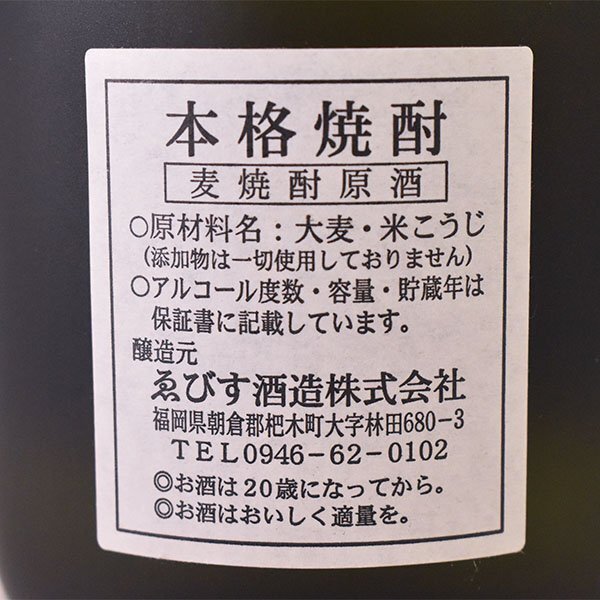 本格焼酎
麦焼酎原酒
○原材料名：大麦・米こうじ
（添加物は一切使用しておりません）
○アルコール度数・容量・貯蔵年は
保証書に記載しています。
醸造元
ゑびす酒造株式会社
福岡県朝倉郡杷木町大字林田680−3
TEL0946−62−0102
◎お酒は20歳になってから。
◎お酒はおいしく適量を。